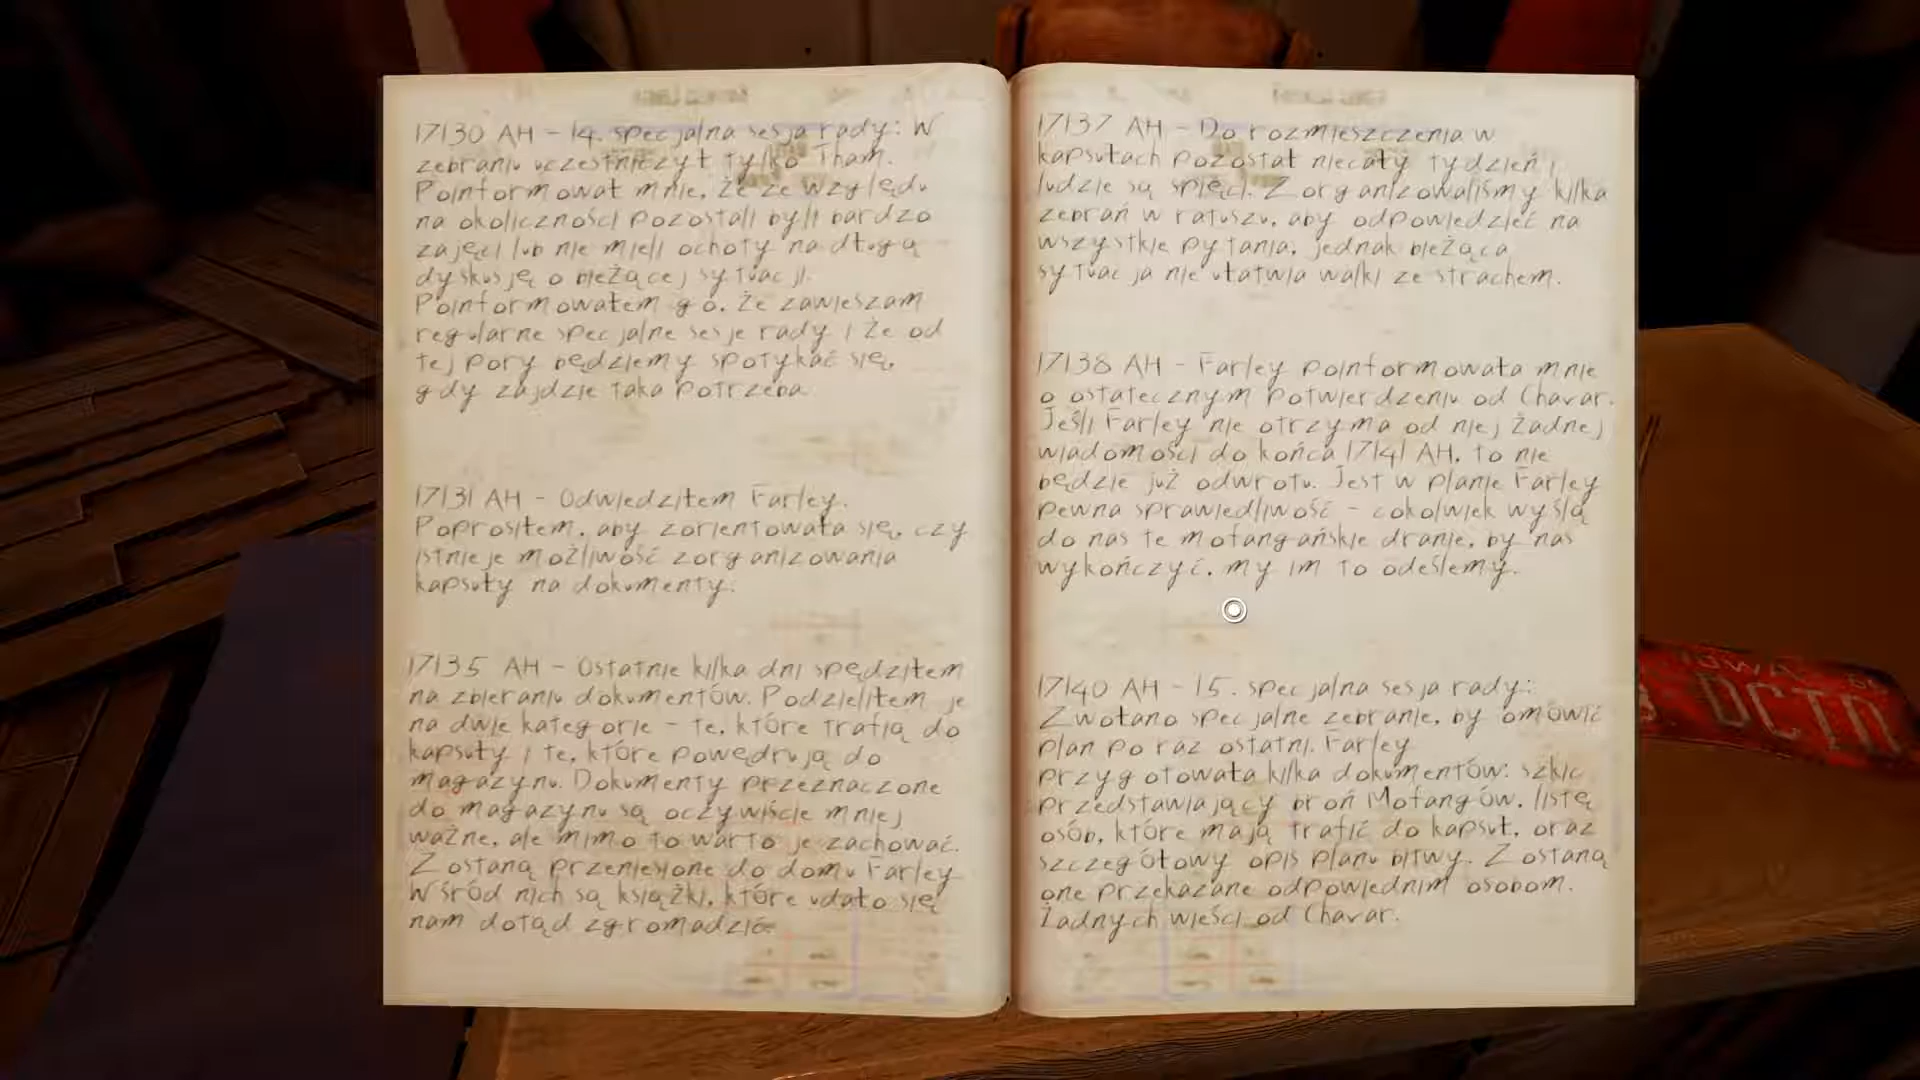 17130 AH - 14. specjalna sesja rady: W
zebraniu uczestniczył tylko Tham.
Poinformował mnie, że ze względu
na okoliczności pozostali byli bardzo
zajęci lub nie mieli ochoty na długą
dyskusję o bieżącej sytuacji.
Poinformowałem go, że zawieszam
regularne specjalne sesje rady i że od
tej pory będziemy spotykać się,
gdy zajdzie taka potrzeba.
17131 AH - Odwiedziłem Farley.
Poprosiłem, aby zorientowała się, czy
istnieje możliwość zorganizowania
kapsuły na dokumenty.
17135 AH - Ostatnie kilka dni spędziłem
na zbieraniu dokumentów. Podzieliłem je
na dwie kategorie - te, które trafią do
kapsuły i te, które powędrują do
magazynu. Dokumenty przeznaczone
do magazynu są oczywiście mniej
ważne, ale mimo to warto je zachować.
Zostaną przeniesione do domu Farley.
Wśród nich są książki, które udało się
nam dotąd zgromadzić.
17137 AH - Do rozmieszczenia w
kapsułach pozostał niecały tydzień i
ludzie są spięci. Zorganizowaliśmy kilka
zebrań w ratuszu, aby odpowiedzieć na
wszystkie pytania, jednak bieżąca
sytuacja nie ułatwia walki ze strachem.
17138 AH - Farley poinformowała mnie
o ostatecznym potwierdzeniu od Chavar.
Jeśli Farley nie otrzyma od niej żadnej
wiadomości do końca 17141 AH, to nie
będzie już odwrotu. Jest w planie Farley
pewna sprawiedliwość - cokolwiek wyślą
do nas te mofangańskie dranie, by nas
wykończyć, my im to odeślemy.
17140 AH - 15. specjalna sesja rady:
Zwołano specjalne zebranie, by omówić
plan po raz ostatni. Farley
przygotowała kilka dokumentów: szkic
przedstawiający broń Mofangów, listę
osób, które mają trafić do kapsuł, oraz
szczegółowy opis planu bitwy. Zostaną
one przekazane odpowiednim osobom.
Żadnych wieści od Chavar.
DCTN